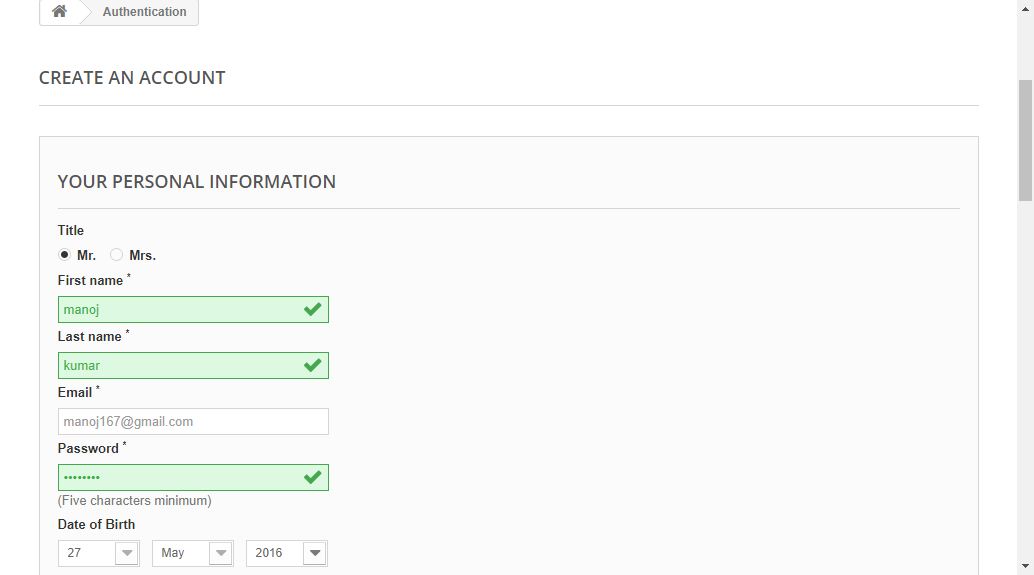 Authentication
CREATE AN ACCOUNT
YOUR PERSONAL INFORMATION
Title
Mr. Mrs.
First name *
manoj
Last name *
kumar
Email *
manoj167@gmail.com
Password *
••••••••
(Five characters minimum)
Date of Birth
27 May 2016